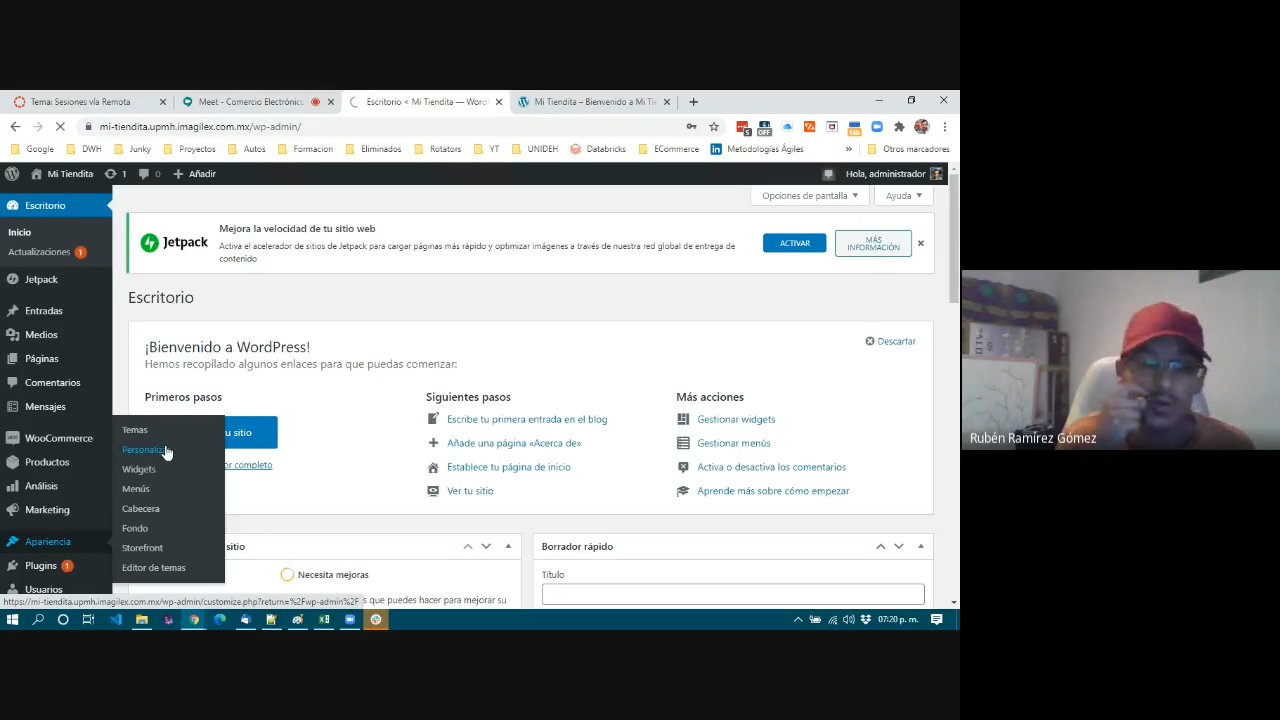 Tema: Sesiones vía Remota
Meet - Comercio Electrónic
Escritorio < Mi Tiendita — Word
Mi Tiendita – Bienvenido a Mi Tie
mi-tiendita.upmh.imagilex.com.mx/wp-admin/
Google DWH Junky Proyectos Autos Formacion Eliminados Rotators YT UNIDEH Databricks ECommerce Metodologías Ágiles » Otros marcadores
Mi Tiendita 1 0 Añadir Hola, administrador
Opciones de pantalla Ayuda
Escritorio
Inicio
Actualizaciones 1
Jetpack
Entradas
Medios
Páginas
Comentarios
Mensajes
WooCommerce
Productos
Análisis
Marketing
Apariencia
Plugins 1
Usuarios
Temas
Personaliza
Widgets
Menús
Cabecera
Fondo
Storefront
Editor de temas
Jetpack
Mejora la velocidad de tu sitio web
Activa el acelerador de sitios de Jetpack para cargar páginas más rápido y optimizar imágenes a través de nuestra red global de entrega de
contenido
ACTIVAR
MÁS
INFORMACIÓN
Escritorio
¡Bienvenido a WordPress!
Hemos recopilado algunos enlaces para que puedas comenzar:
Descartar
Primeros pasos
tu sitio
or completo
Siguientes pasos
Escribe tu primera entrada en el blog
Añade una página «Acerca de»
Establece tu página de inicio
Ver tu sitio
Más acciones
Gestionar widgets
Gestionar menús
Activa o desactiva los comentarios
Aprende más sobre cómo empezar
sitio
Necesita mejoras
s que puedes hacer para mejorar su
Borrador rápido
Título
https://mi-tiendita.upmh.imagilex.com.mx/wp-admin/customize.php?return=%2Fwp-admin%2F
07:20 p. m.
Rubén Ramírez Gómez